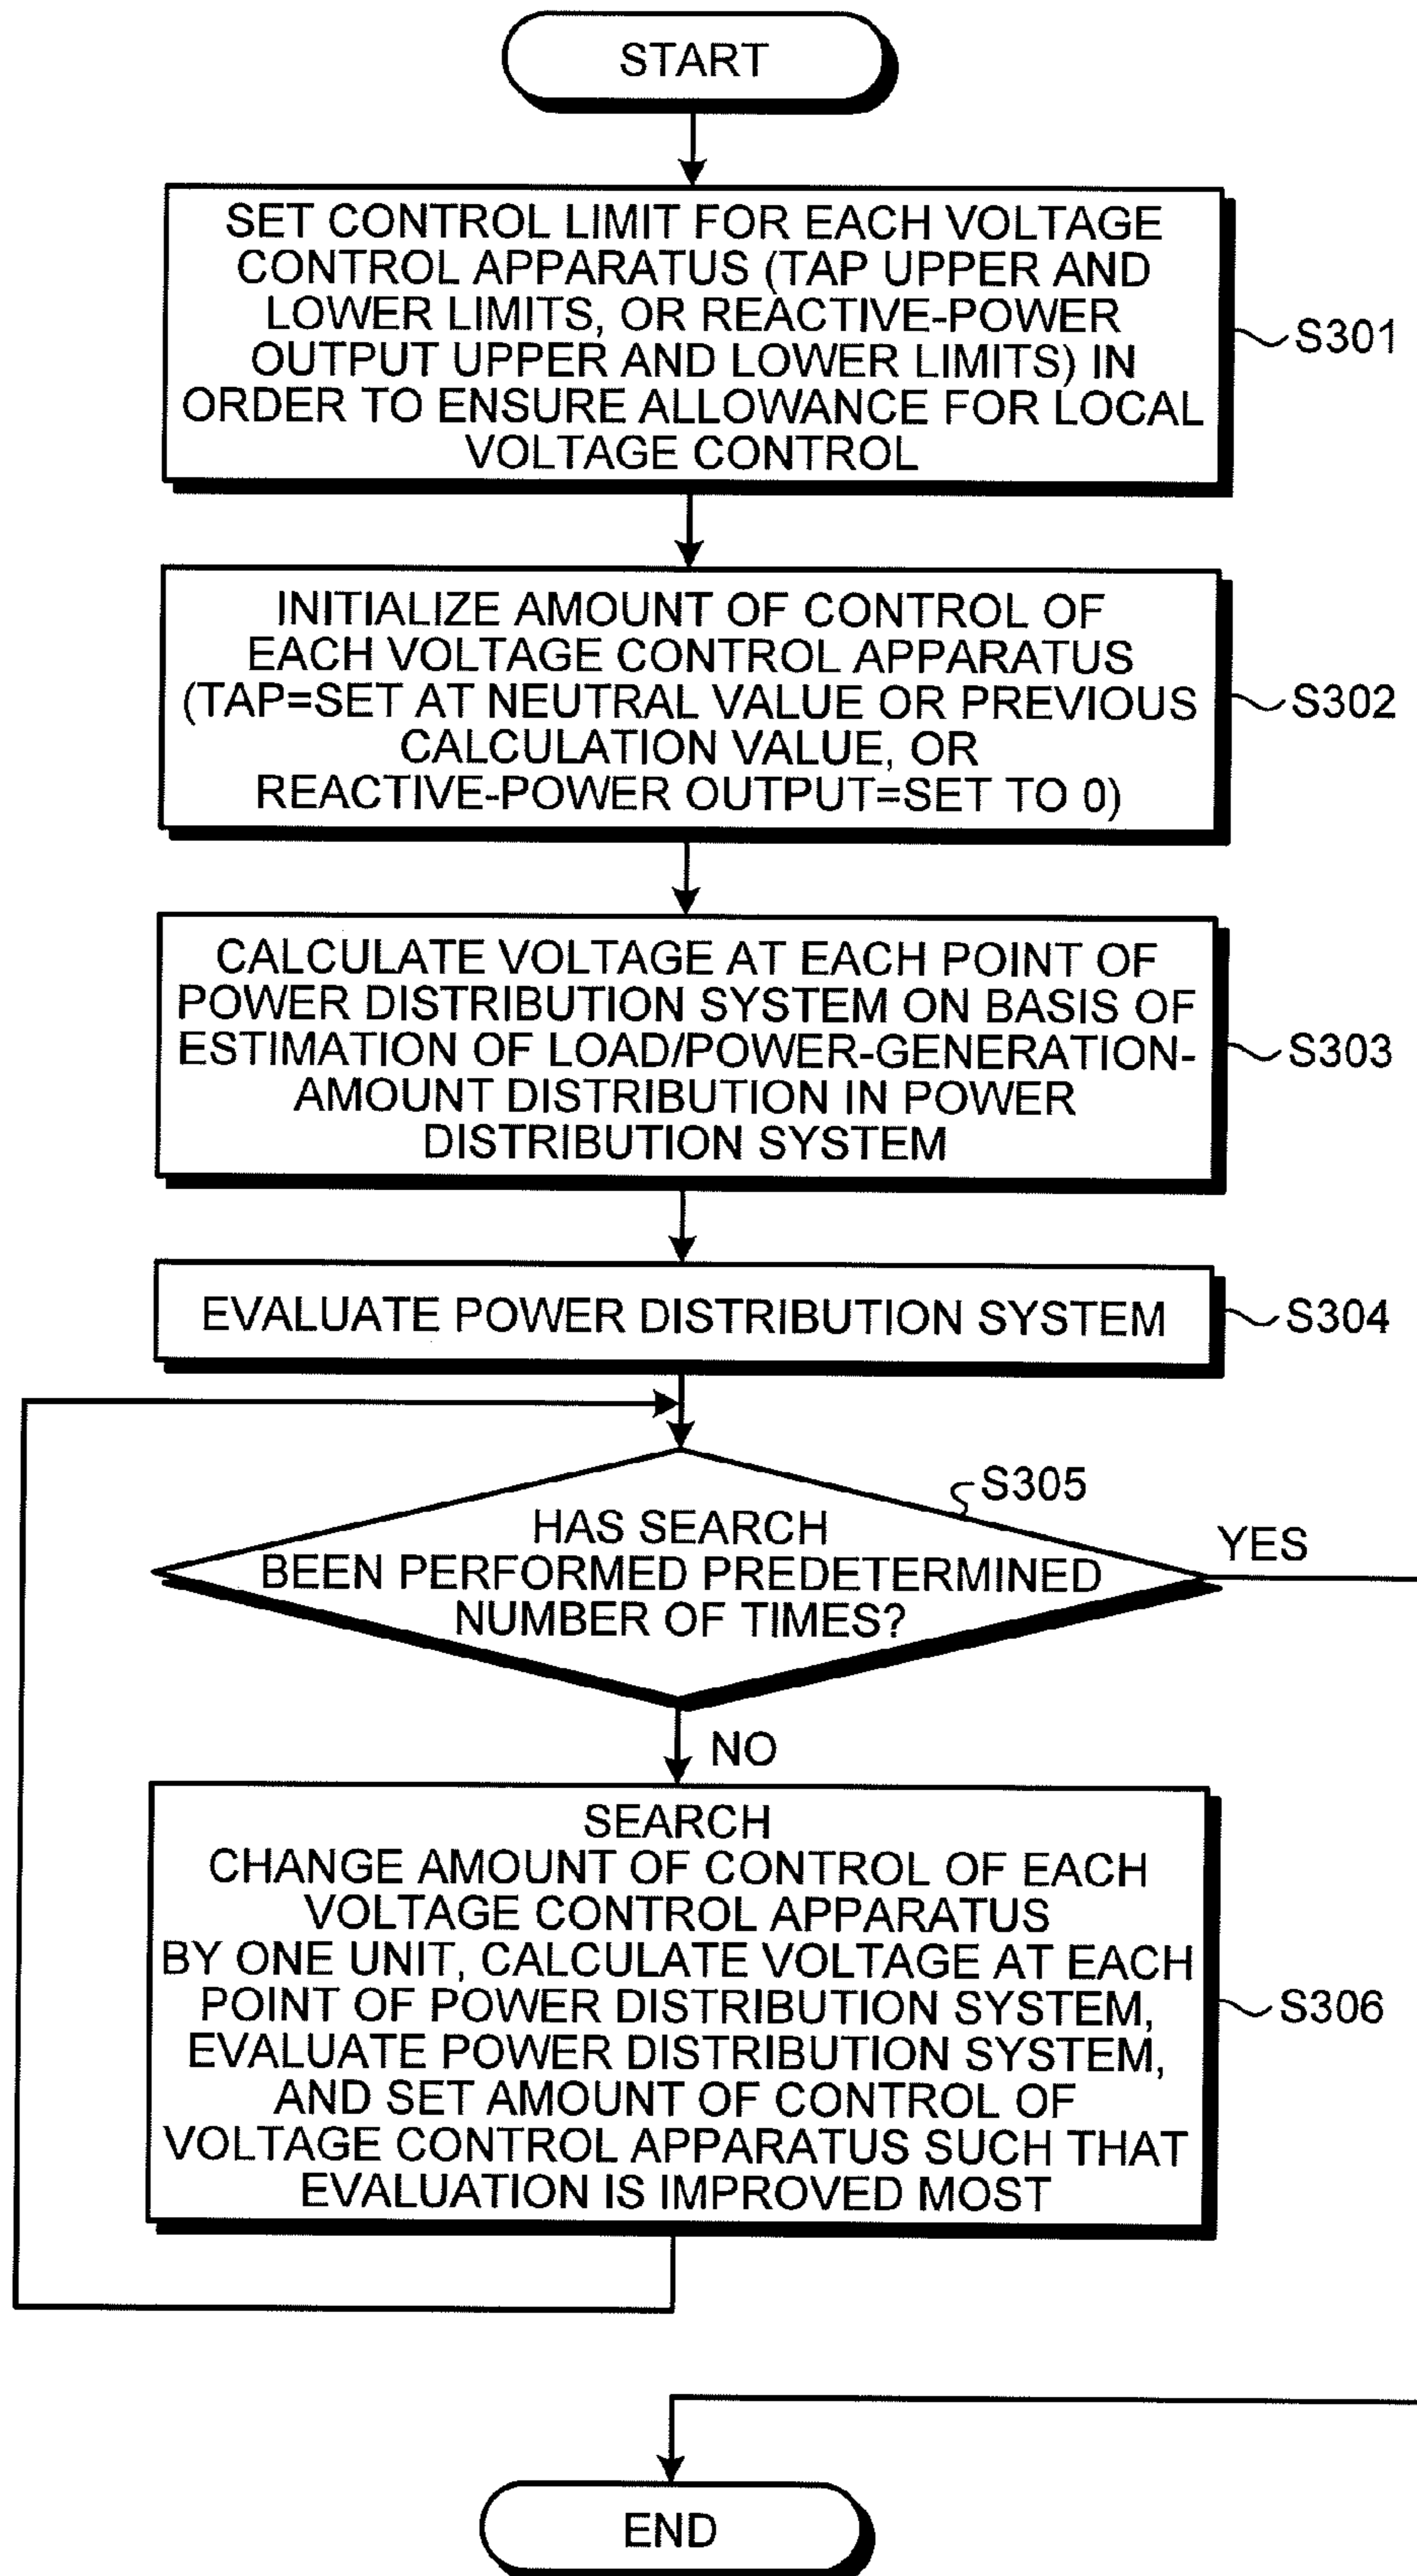 START
SET CONTROL LIMIT FOR EACH VOLTAGE
CONTROL APPARATUS (TAP UPPER AND
LOWER LIMITS, OR REACTIVE-POWER
OUTPUT UPPER AND LOWER LIMITS) IN
ORDER TO ENSURE ALLOWANCE FOR LOCAL
VOLTAGE CONTROL
S301
INITIALIZE AMOUNT OF CONTROL OF
EACH VOLTAGE CONTROL APPARATUS
(TAP=SET AT NEUTRAL VALUE OR PREVIOUS
CALCULATION VALUE, OR
REACTIVE-POWER OUTPUT=SET TO 0)
S302
CALCULATE VOLTAGE AT EACH POINT OF
POWER DISTRIBUTION SYSTEM ON BASIS OF
ESTIMATION OF LOAD/POWER-GENERATION-
AMOUNT DISTRIBUTION IN POWER
DISTRIBUTION SYSTEM
S303
EVALUATE POWER DISTRIBUTION SYSTEM
S304
S305
HAS SEARCH
BEEN PERFORMED PREDETERMINED
NUMBER OF TIMES?
YES
NO
SEARCH
CHANGE AMOUNT OF CONTROL OF EACH
VOLTAGE CONTROL APPARATUS
BY ONE UNIT, CALCULATE VOLTAGE AT EACH
POINT OF POWER DISTRIBUTION SYSTEM,
EVALUATE POWER DISTRIBUTION SYSTEM,
AND SET AMOUNT OF CONTROL OF
VOLTAGE CONTROL APPARATUS SUCH THAT
EVALUATION IS IMPROVED MOST
S306
END